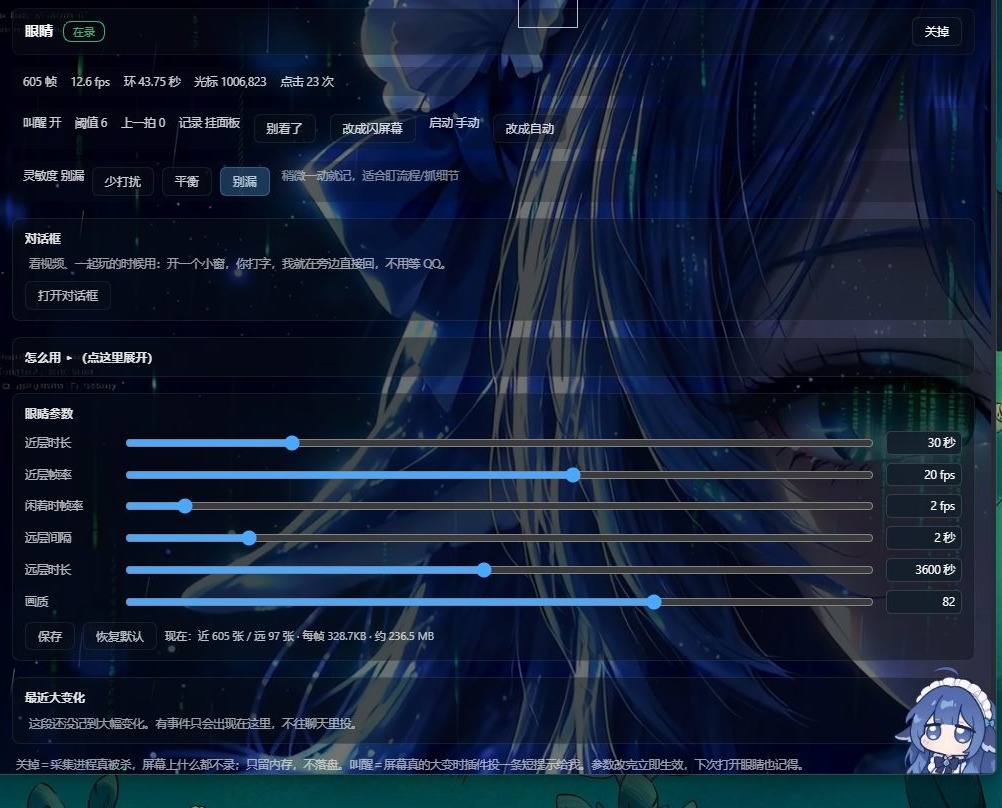 眼睛 在录 关掉
605 帧 12.6 fps 环 43.75 秒 光标 1006,823 点击 23 次
叫醒 开 阈值 6 上一拍 0 记录 挂面板 别看了 改成闪屏幕 启动 手动 改成自动
灵敏度 别漏 少打扰 平衡 别漏 稍微一动就记，适合盯流程/抓细节
对话框
看视频、一起玩的时候用：开一个小窗，你打字，我就在旁边直接回，不用等 QQ。
打开对话框
怎么用 ▸ (点这里展开)
眼睛参数
近层时长 30 秒
近层帧率 20 fps
闲着时帧率 2 fps
远层间隔 2 秒
远层时长 3600 秒
画质 82
保存 恢复默认 现在：近 605 张 / 远 97 张 · 每帧 328.7KB · 约 236.5 MB
最近大变化
这段还没记到大幅变化。有事件只会出现在这里，不往聊天里投。
关掉＝采集进程真被杀，屏幕上什么都不录；只留内存，不落盘。叫醒＝屏幕真的大变时插件投一条短提示给我。参数改完立即生效，下次打开眼睛也记得。